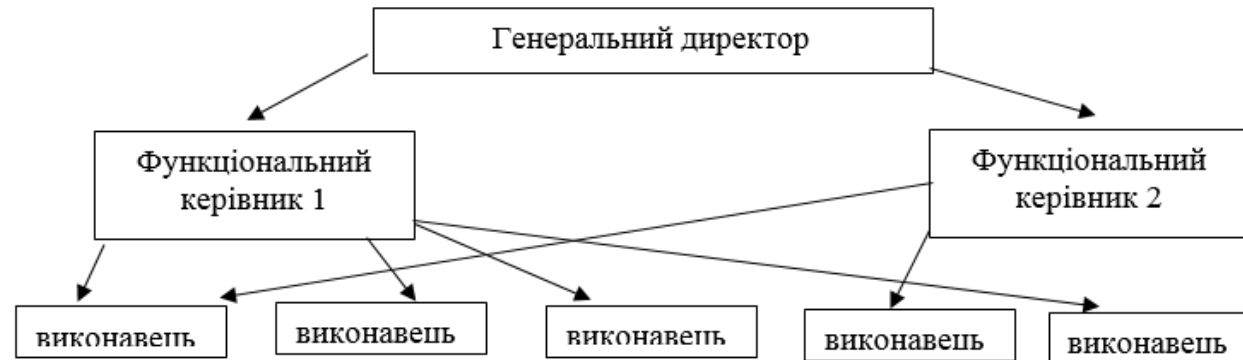 Генеральний директор
Функціональний
керівник 1
Функціональний
керівник 2
виконавець
виконавець
виконавець
виконавець
виконавець